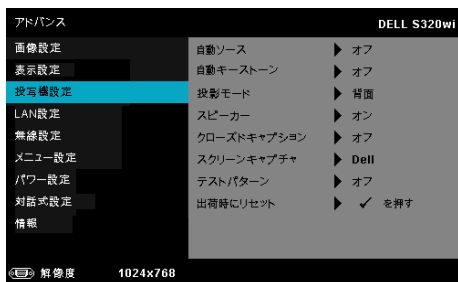 アドバンス DELL S320wi
画像設定 自動ソース オフ
表示設定 自動キーストーン オフ
投写機設定 投影モード 背面
LAN設定 スピーカー オン
無線設定 クローズドキャプション オフ
メニュー設定 スクリーンキャプチャ Dell
パワー設定 テストパターン オフ
対話式設定 出荷時にリセット ✓ を押す
情報
解像度 1024x768